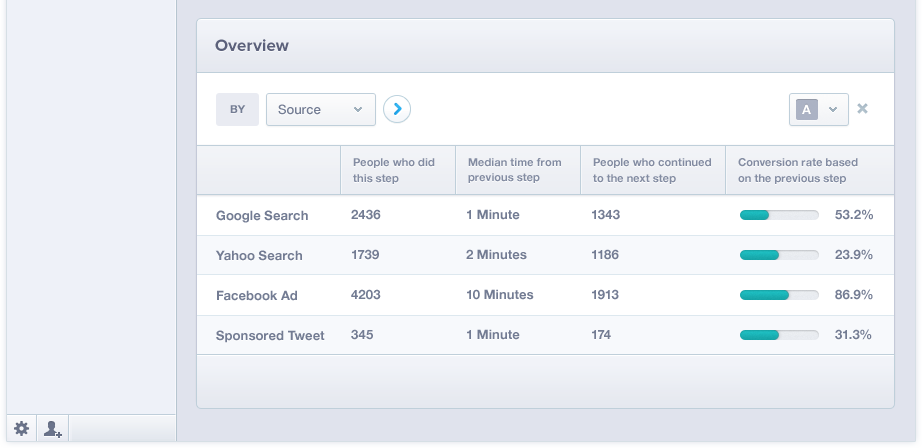 Overview
BY Source A
People who did this step Median time from previous step People who continued to the next step Conversion rate based on the previous step
Google Search 2436 1 Minute 1343 53.2%
Yahoo Search 1739 2 Minutes 1186 23.9%
Facebook Ad 4203 10 Minutes 1913 86.9%
Sponsored Tweet 345 1 Minute 174 31.3%